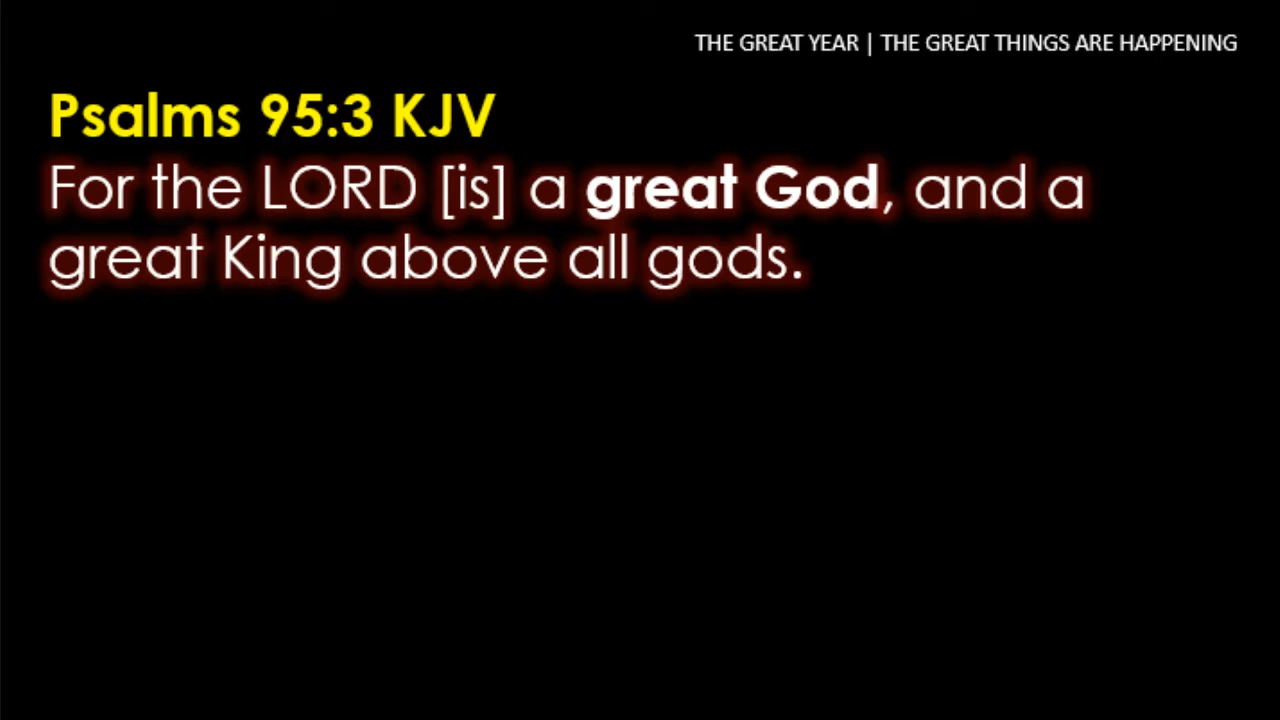 THE GREAT YEAR | THE GREAT THINGS ARE HAPPENING
Psalms 95:3 KJV
For the LORD [is] a great God, and a
great King above all gods.